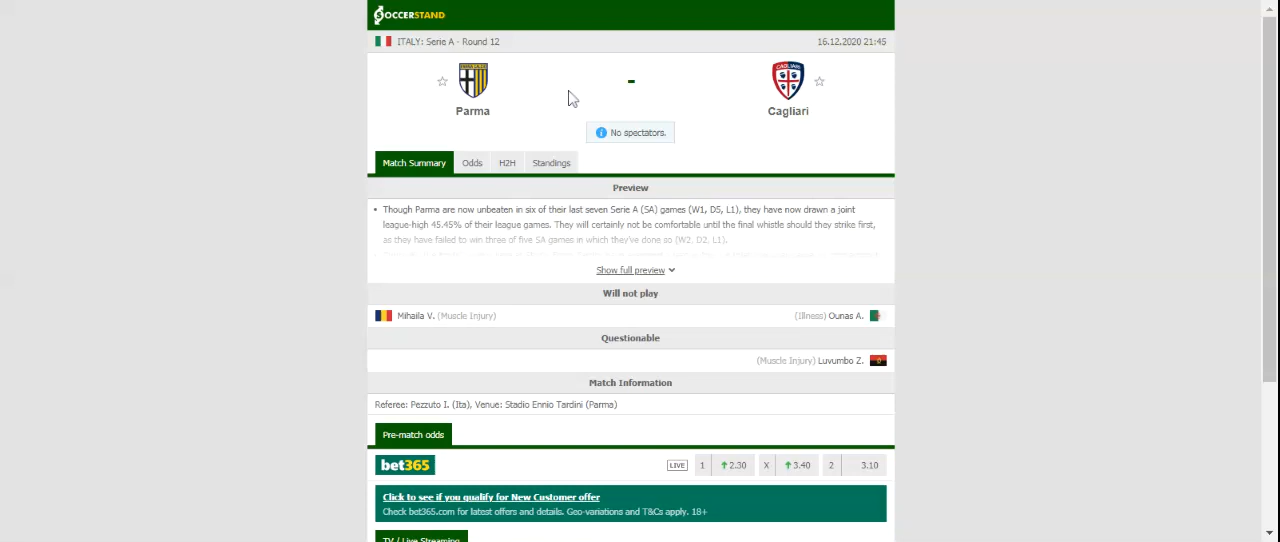 SOCCERSTAND
ITALY: Serie A - Round 12 16.12.2020 21:45
-
Parma Cagliari
No spectators.
Match Summary Odds H2H Standings
Preview
• Though Parma are now unbeaten in six of their last seven Serie A (SA) games (W1, D5, L1), they have now drawn a joint
league-high 45.45% of their league games. They will certainly not be comfortable until the final whistle should they strike first,
as they have failed to win three of five SA games in which they've done so (W2, D2, L1).
Show full preview
Will not play
Mihaila V. (Muscle Injury) (Illness) Ounas A.
Questionable
(Muscle Injury) Luvumbo Z.
Match Information
Referee: Pezzuto I. (Ita), Venue: Stadio Ennio Tardini (Parma)
Pre-match odds
bet365 LIVE 1 2.30 X 3.40 2 3.10
Click to see if you qualify for New Customer offer
Check bet365.com for latest offers and details. Geo-variations and T&Cs apply. 18+
TV / Live Streaming